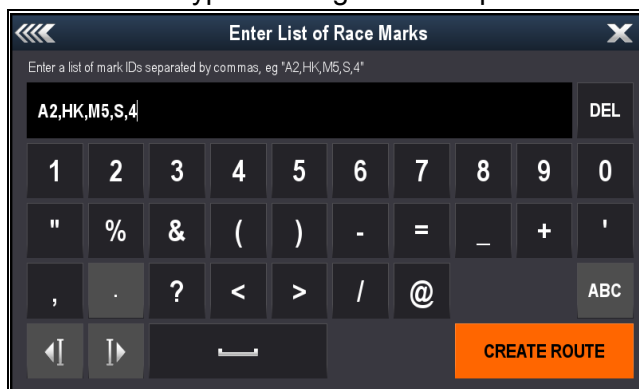 Enter List of Race Marks X
Enter a list of mark IDs separated by commas, eg "A2,HK,M5,S,4"
A2,HK,M5,S,4 DEL
1 2 3 4 5 6 7 8 9 0
" % & ( ) - = _ + '
, . ? < > / @ ABC
CREATE ROUTE